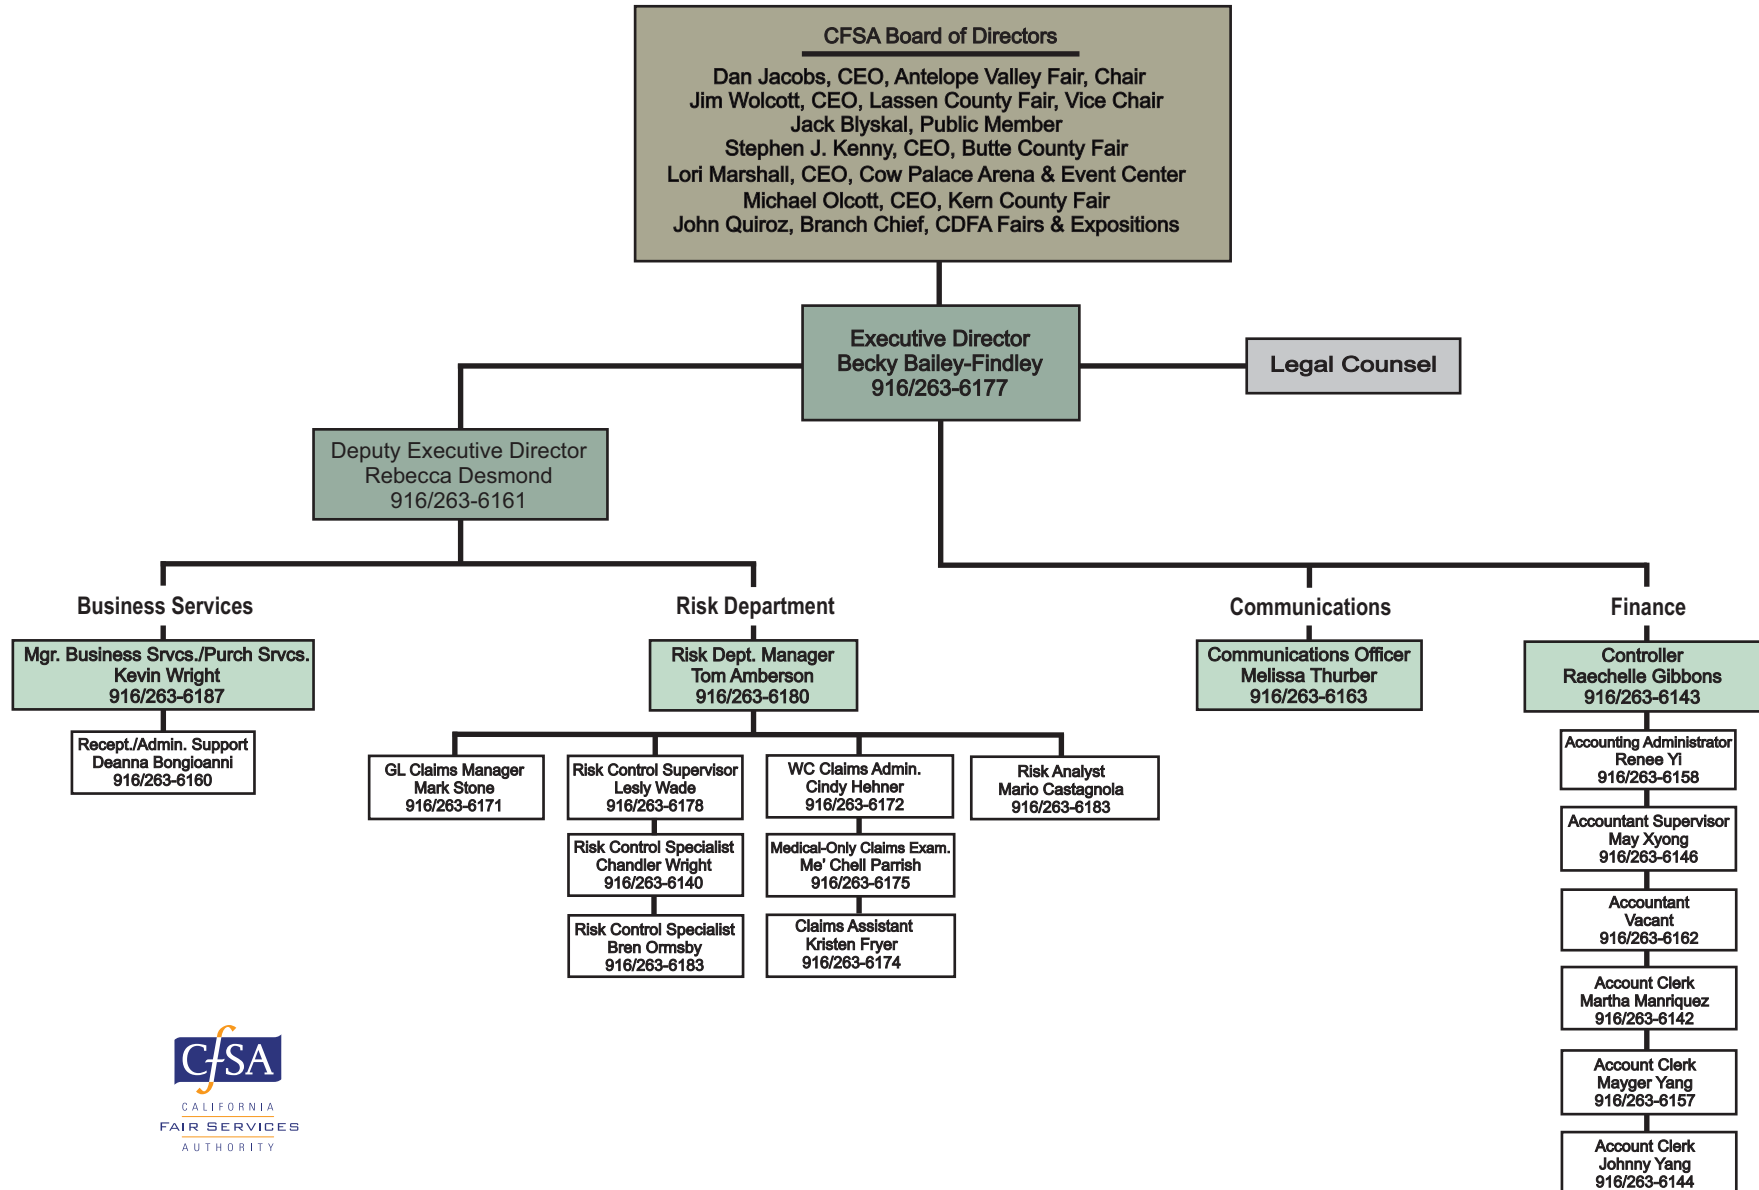 CFSA Board of Directors
Dan Jacobs, CEO, Antelope Valley Fair, Chair
Jim Wolcott, CEO, Lassen County Fair, Vice Chair
Jack Blyskal, Public Member
Stephen J. Kenny, CEO, Butte County Fair
Lori Marshall, CEO, Cow Palace Arena & Event Center
Michael Olcott, CEO, Kern County Fair
John Quiroz, Branch Chief, CDFA Fairs & Expositions
Executive Director
Becky Bailey-Findley
916/263-6177
Legal Counsel
Deputy Executive Director
Rebecca Desmond
916/263-6161
Business Services
Mgr. Business Srvcs./Purch Srvcs.
Kevin Wright
916/263-6187
Recept./Admin. Support
Deanna Bongioanni
916/263-6160
Risk Department
Risk Dept. Manager
Tom Amberson
916/263-6180
GL Claims Manager
Mark Stone
916/263-6171
Risk Control Supervisor
Lesly Wade
916/263-6178
Risk Control Specialist
Chandler Wright
916/263-6140
Risk Control Specialist
Bren Ormsby
916/263-6183
WC Claims Admin.
Cindy Hehner
916/263-6172
Medical-Only Claims Exam.
Me' Chell Parrish
916/263-6175
Claims Assistant
Kristen Fryer
916/263-6174
Risk Analyst
Mario Castagnola
916/263-6183
Communications
Communications Officer
Melissa Thurber
916/263-6163
Finance
Controller
Raechelle Gibbons
916/263-6143
Accounting Administrator
Renee Yi
916/263-6158
Accountant Supervisor
May Xyong
916/263-6146
Accountant
Vacant
916/263-6162
Account Clerk
Martha Manriquez
916/263-6142
Account Clerk
Mayger Yang
916/263-6157
Account Clerk
Johnny Yang
916/263-6144
CfSA
CALIFORNIA
FAIR SERVICES
AUTHORITY